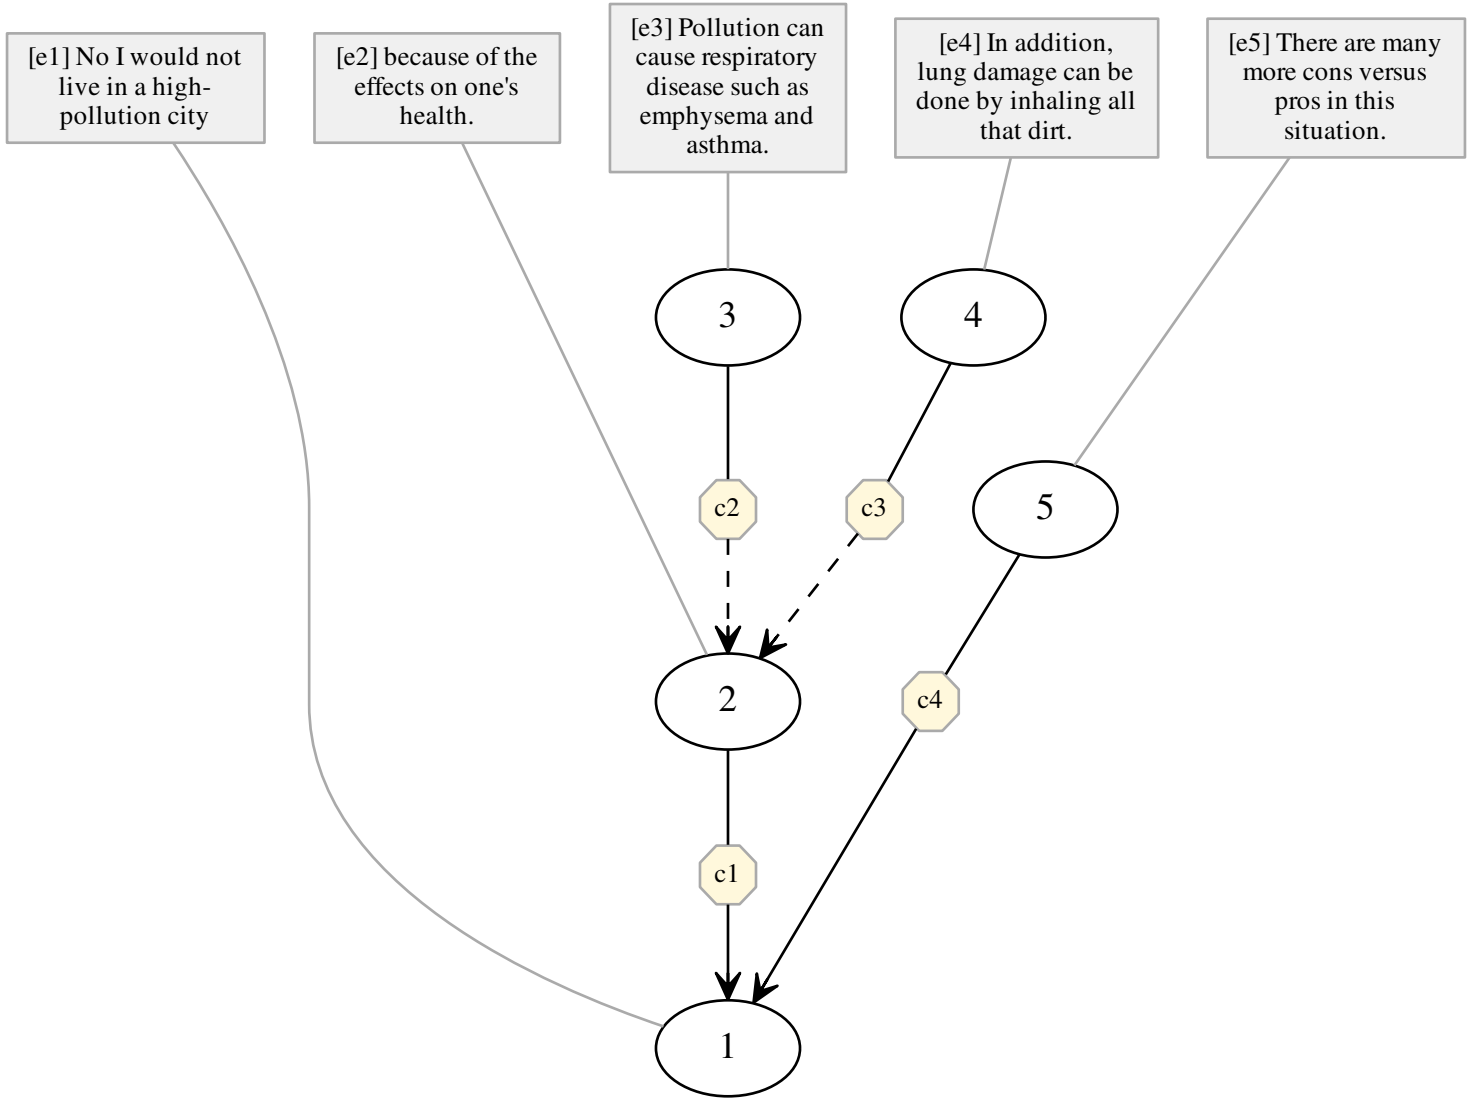 [e1] No I would not
live in a high-
pollution city
[e2] because of the
effects on one's
health.
[e3] Pollution can
cause respiratory
disease such as
emphysema and
asthma.
[e4] In addition,
lung damage can be
done by inhaling all
that dirt.
[e5] There are many
more cons versus
pros in this
situation.
3
4
c2
c3
5
2
c4
c1
1